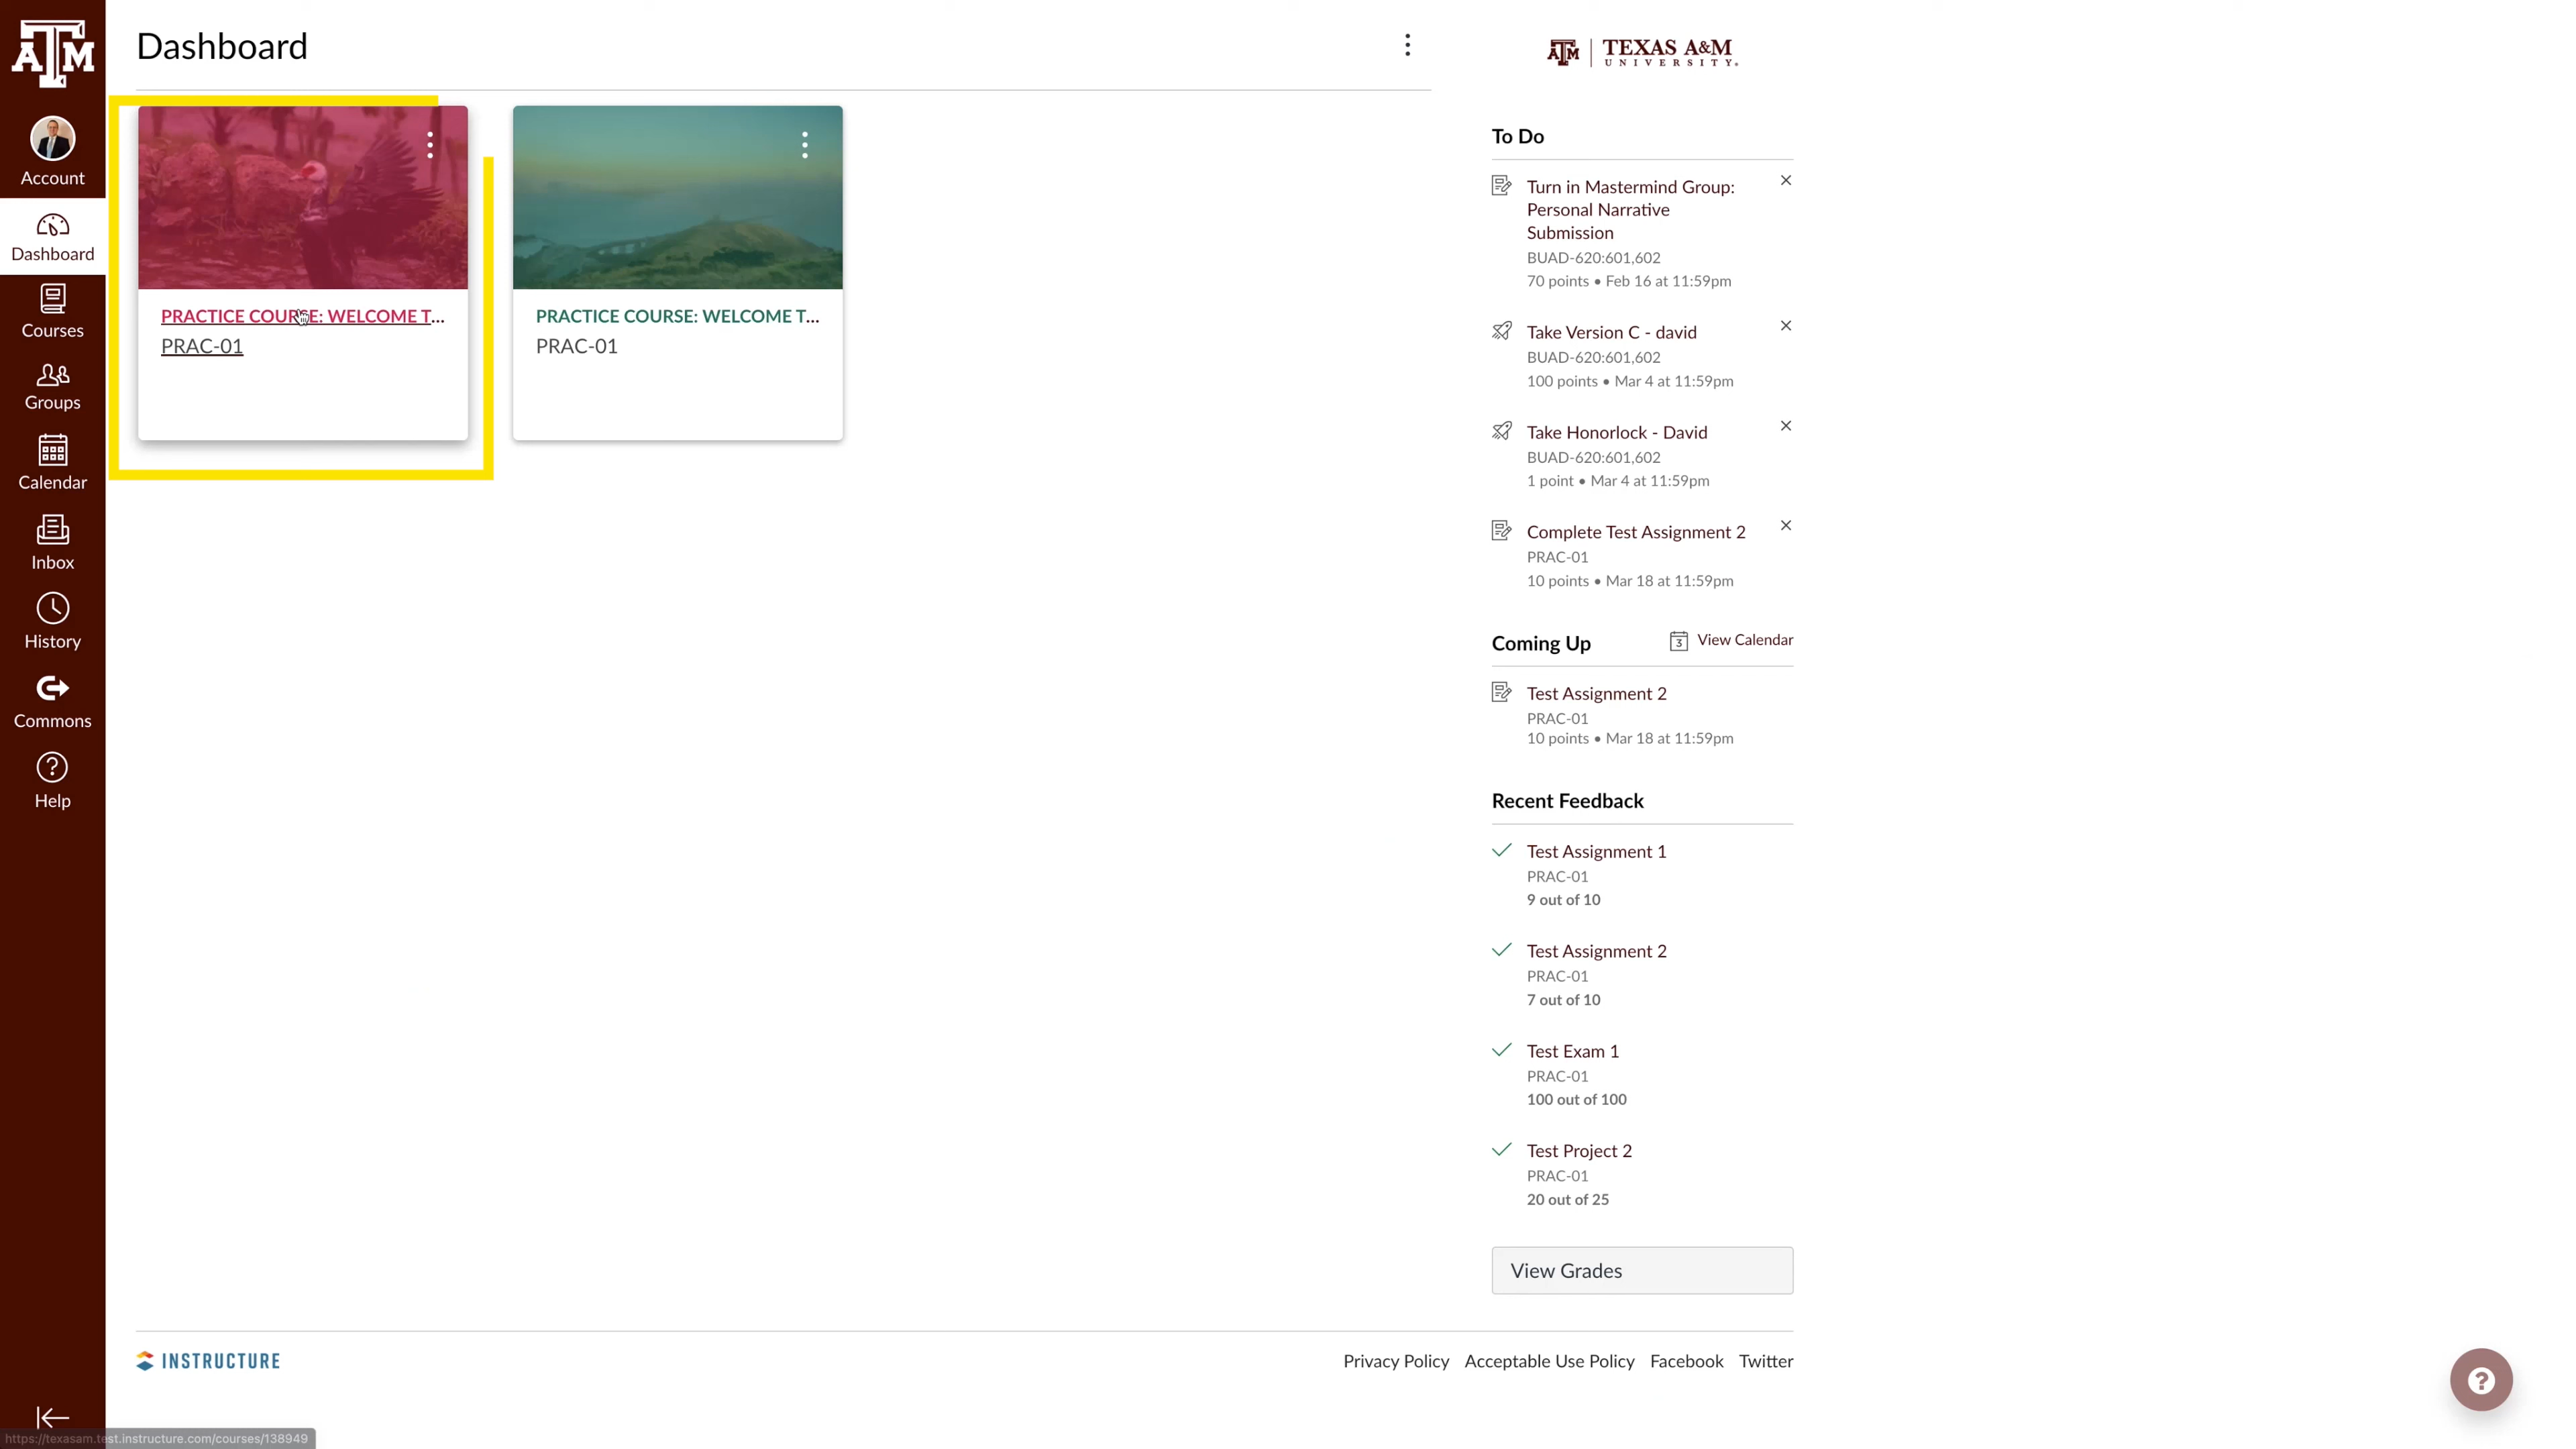 ATM
Account
Dashboard
Courses
Groups
Calendar
Inbox
History
Commons
Help
https://texasam.test.instructure.com/courses/138949
Dashboard
PRACTICE COURSE: WELCOME T...
PRAC-01
PRACTICE COURSE: WELCOME T...
PRAC-01
ATM | TEXAS A&M
UNIVERSITY®
To Do
Turn in Mastermind Group:
Personal Narrative
Submission
BUAD-620:601,602
70 points • Feb 16 at 11:59pm
Take Version C - david
BUAD-620:601,602
100 points • Mar 4 at 11:59pm
Take Honorlock - David
BUAD-620:601,602
1 point • Mar 4 at 11:59pm
Complete Test Assignment 2
PRAC-01
10 points • Mar 18 at 11:59pm
Coming Up
3 View Calendar
Test Assignment 2
PRAC-01
10 points • Mar 18 at 11:59pm
Recent Feedback
Test Assignment 1
PRAC-01
9 out of 10
Test Assignment 2
PRAC-01
7 out of 10
Test Exam 1
PRAC-01
100 out of 100
Test Project 2
PRAC-01
20 out of 25
View Grades
INSTRUCTURE
Privacy Policy Acceptable Use Policy Facebook Twitter
?